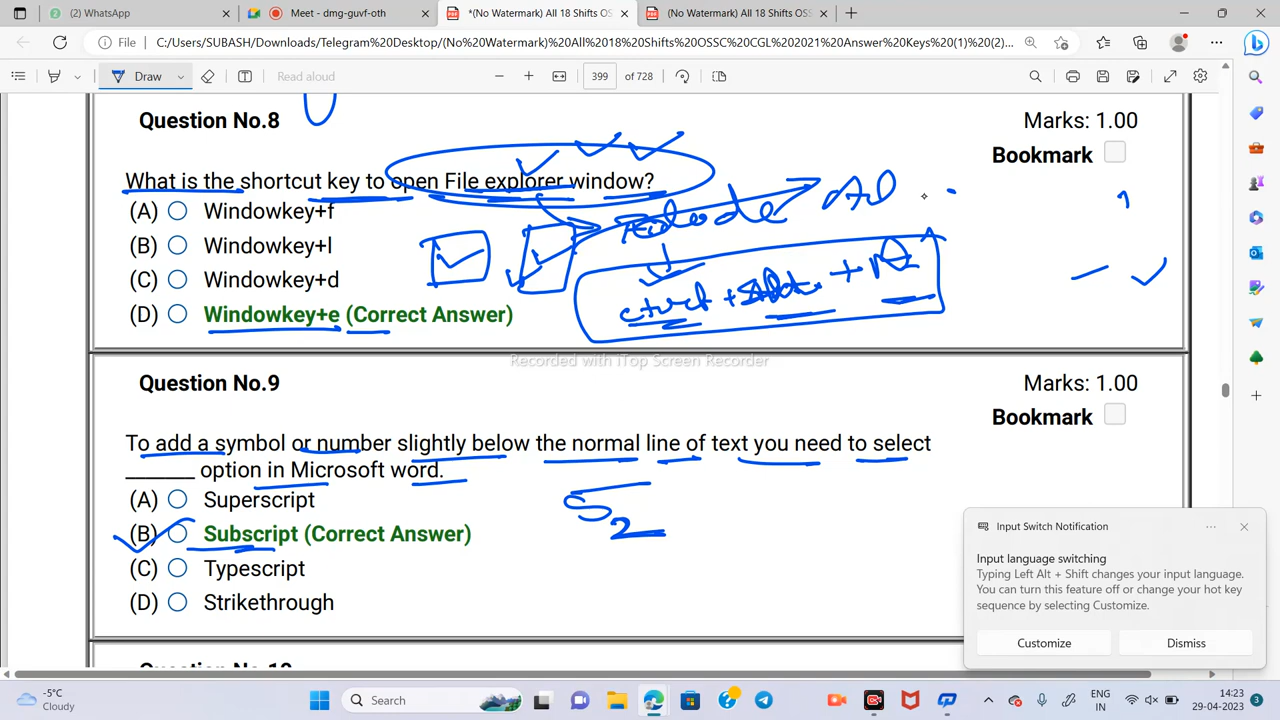 WhatsApp
Meet - dmg-guvf-oth
*(No Watermark) All 18 Shifts OS:
(No Watermark) All 18 Shifts OSS
File
C:/Users/SUBASH/Downloads/Telegram%20Desktop/(No%20Watermark)%20All%2018%20Shifts%20OSSC%20CGL%202021%20Answer%20Keys%20(1)%20(2)...
Draw
Read aloud
399 of 728
Question No.8
Marks: 1.00
Bookmark
What is the shortcut key to open File explorer window?
(A) Windowkey+f
(B) Windowkey+l
(C) Windowkey+d
(D) Windowkey+e (Correct Answer)
Recorded with iTop Screen Recorder
Question No.9
Marks: 1.00
Bookmark
To add a symbol or number slightly below the normal line of text you need to select
______ option in Microsoft word.
S2
(A) Superscript
(B) Subscript (Correct Answer)
(C) Typescript
(D) Strikethrough
Input Switch Notification
Input language switching
Typing Left Alt + Shift changes your input language.
You can turn this feature off or change your hot key
sequence by selecting Customize.
Customize
Dismiss
-5°C
Cloudy
Search
ENG
IN
14:23
29-04-2023
3